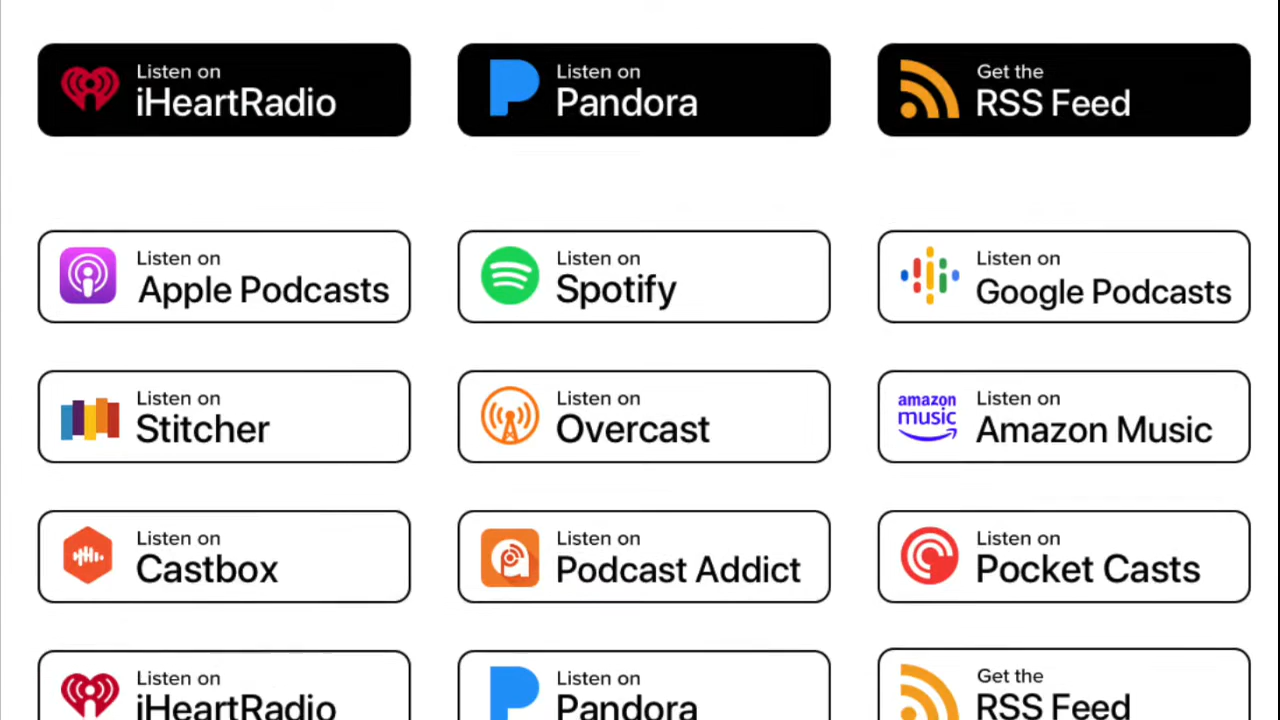 Listen on
iHeartRadio
Listen on
Pandora
Get the
RSS Feed
Listen on
Apple Podcasts
Listen on
Spotify
Listen on
Google Podcasts
Listen on
Stitcher
Listen on
Overcast
amazon
music
Listen on
Amazon Music
Listen on
Castbox
Listen on
Podcast Addict
Listen on
Pocket Casts
Listen on
iHeartRadio
Listen on
Pandora
Get the
RSS Feed